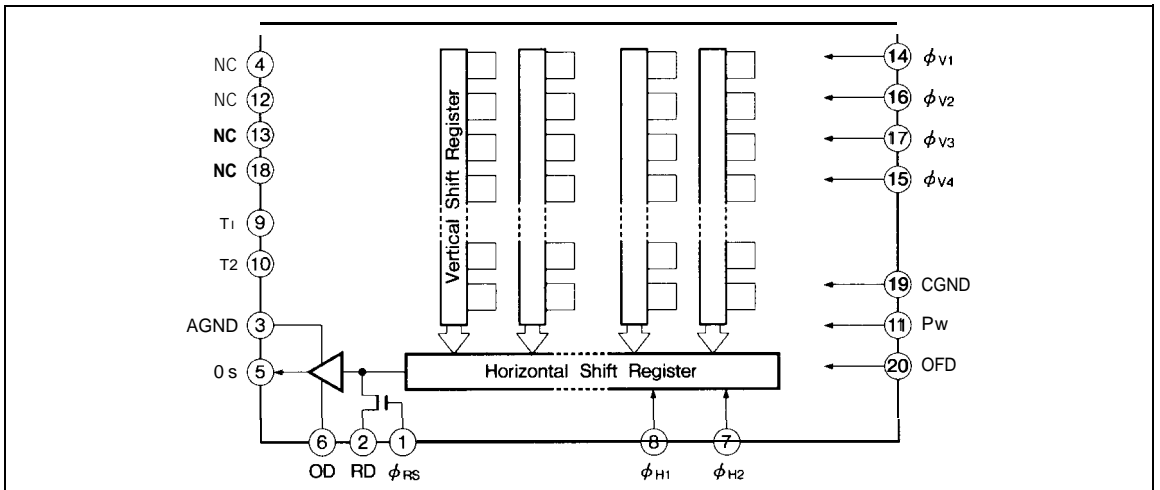 NC 4
NC 12
NC 13
NC 18
T1 9
T2 10
AGND 3
0s 5
Vertical Shift Register
Horizontal Shift Register
14 ϕV1
16 ϕV2
17 ϕV3
15 ϕV4
19 CGND
11 Pw
20 OFD
6 2 1 8 7
OD RD ϕRS ϕH1 ϕH2